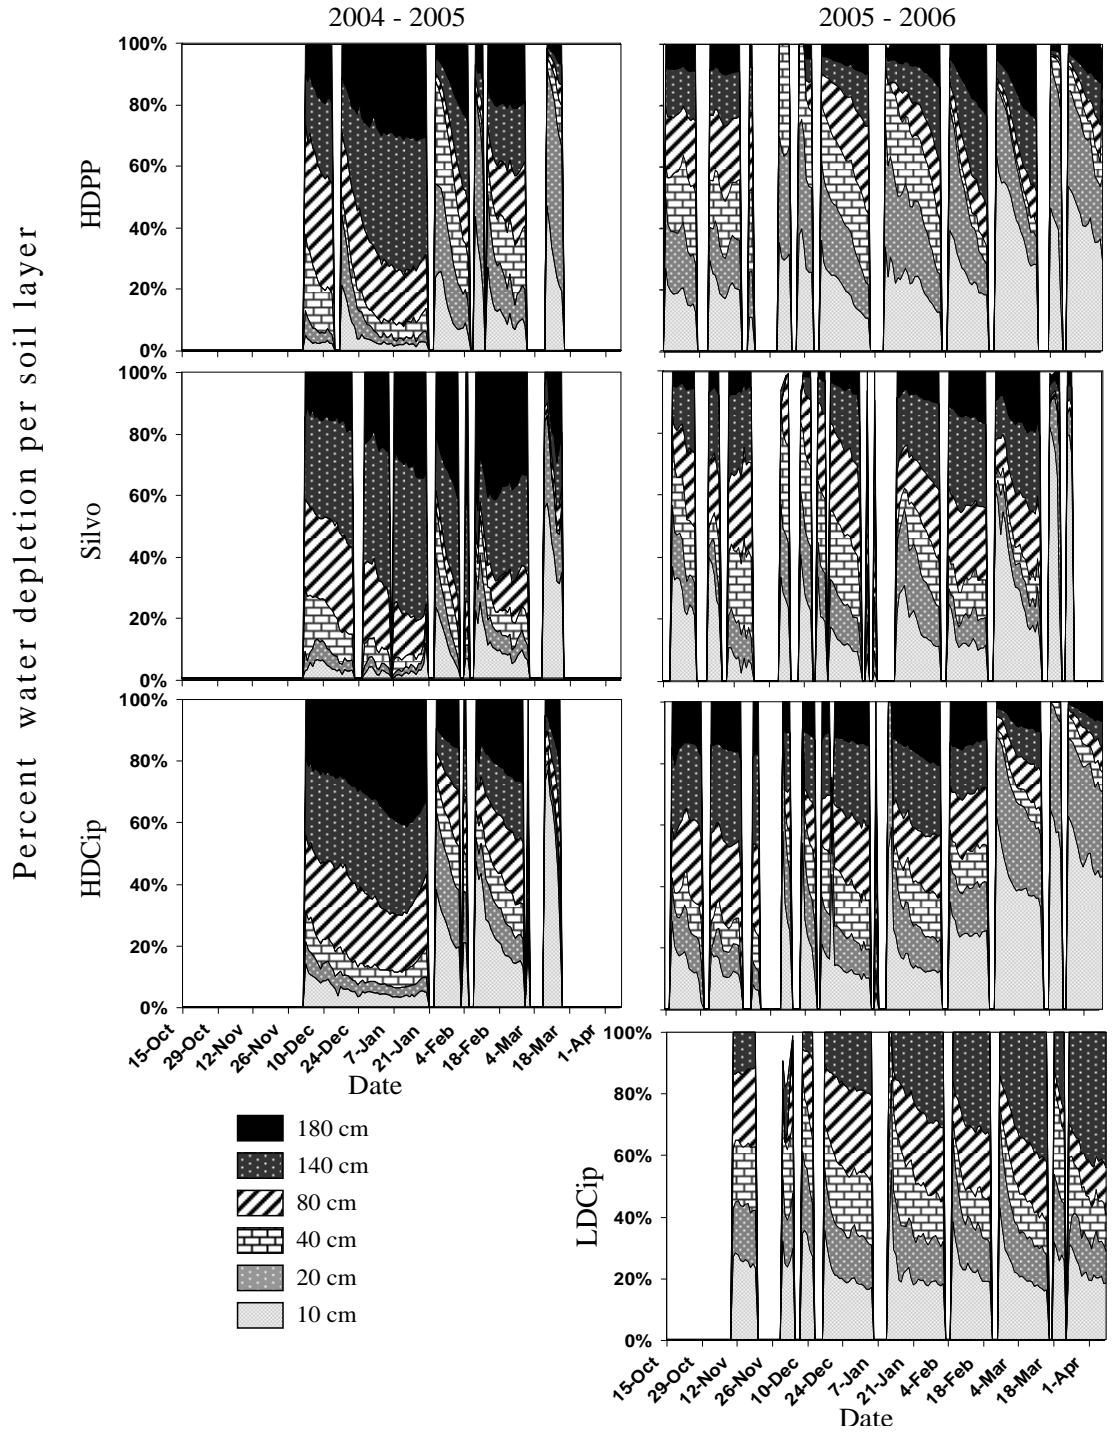 2004 - 2005
2005 - 2006
Percent water depletion per soil layer
HDPP
100%
80%
60%
40%
20%
0%
Silvo
100%
80%
60%
40%
20%
0%
HDCip
100%
80%
60%
40%
20%
0%
15-Oct
29-Oct
12-Nov
26-Nov
10-Dec
24-Dec
7-Jan
21-Jan
4-Feb
18-Feb
4-Mar
18-Mar
1-Apr
Date
180 cm
140 cm
80 cm
40 cm
20 cm
10 cm
LDCip
100%
80%
60%
40%
20%
0%
15-Oct
29-Oct
12-Nov
26-Nov
10-Dec
24-Dec
7-Jan
21-Jan
4-Feb
18-Feb
4-Mar
18-Mar
1-Apr
Date